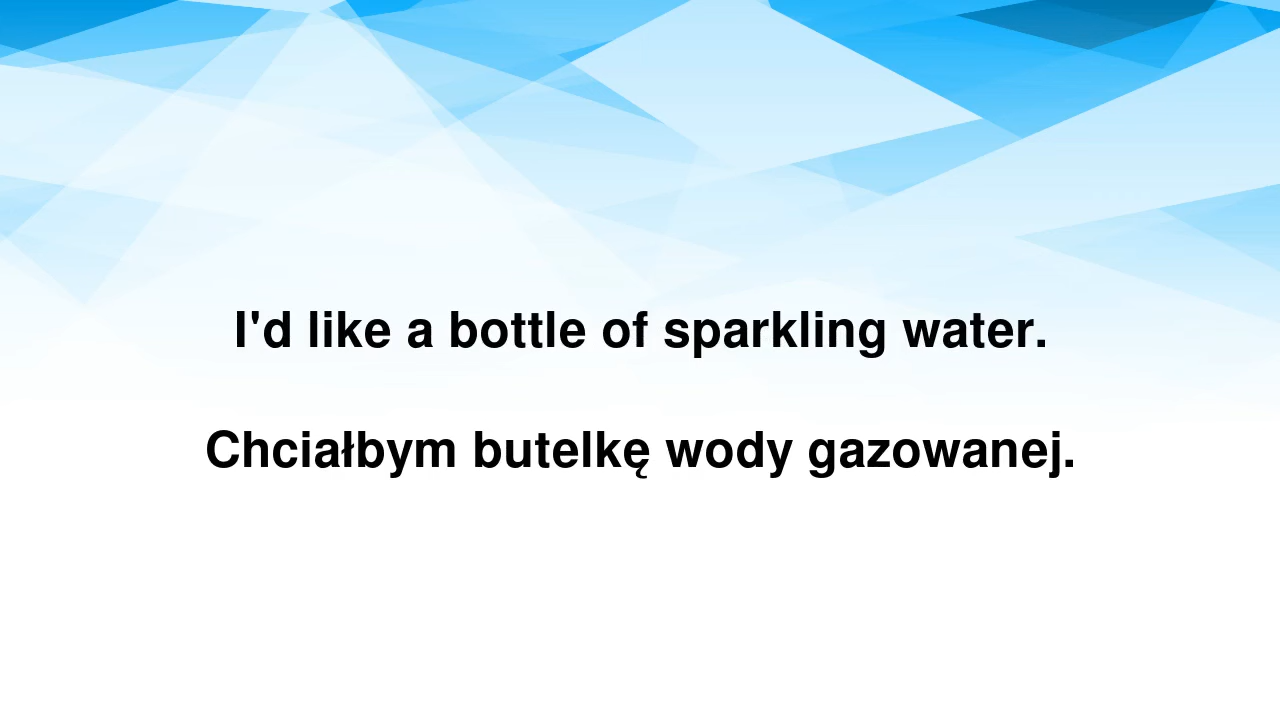 I'd like a bottle of sparkling water.
Chciałbym butelkę wody gazowanej.